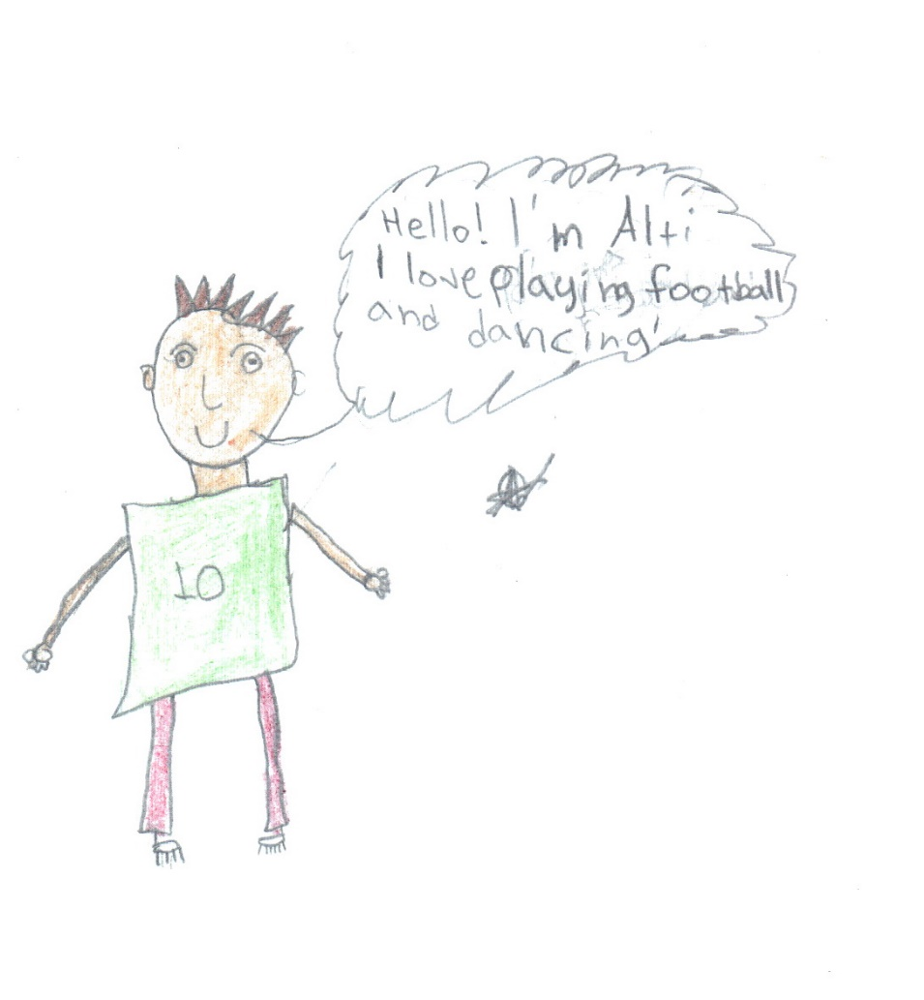 Hello! I'm Alti
I love playing football
and dancing
10